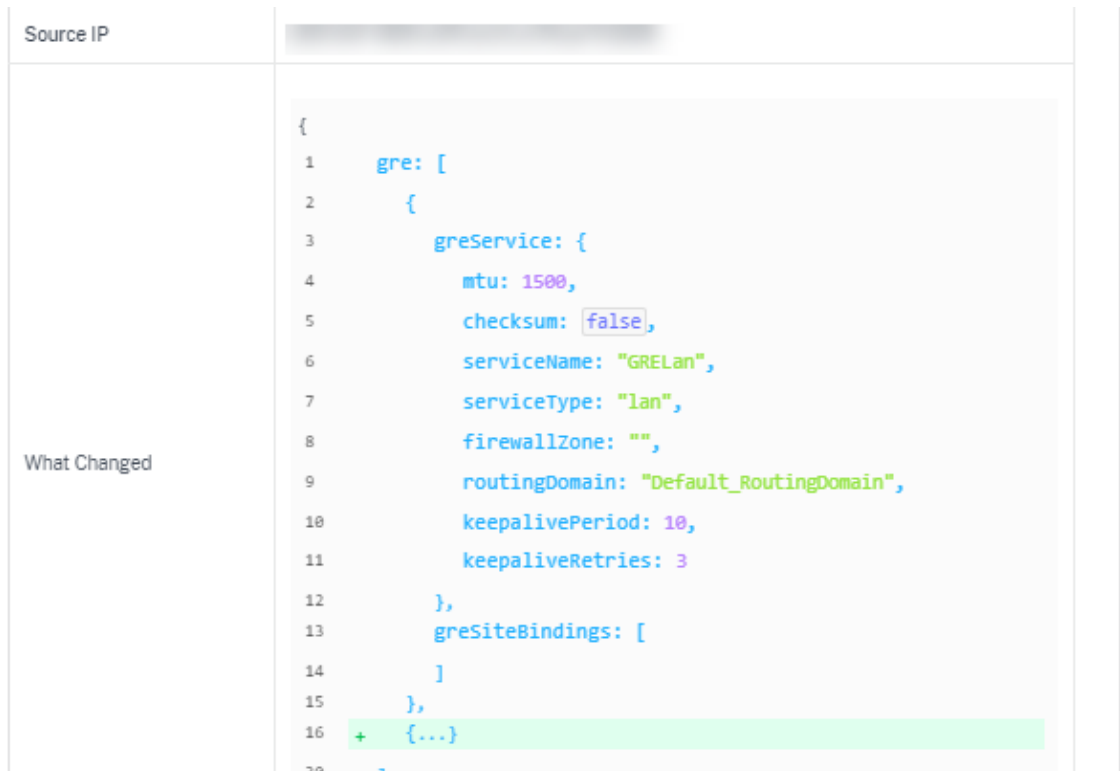 Source IP
What Changed
{
1 gre: [
2 {
3 greService: {
4 mtu: 1500,
5 checksum: false,
6 serviceName: "GRELan",
7 serviceType: "lan",
8 firewallZone: "",
9 routingDomain: "Default_RoutingDomain",
10 keepalivePeriod: 10,
11 keepaliveRetries: 3
12 },
13 greSiteBindings: [
14 ]
15 },
16 + {...}